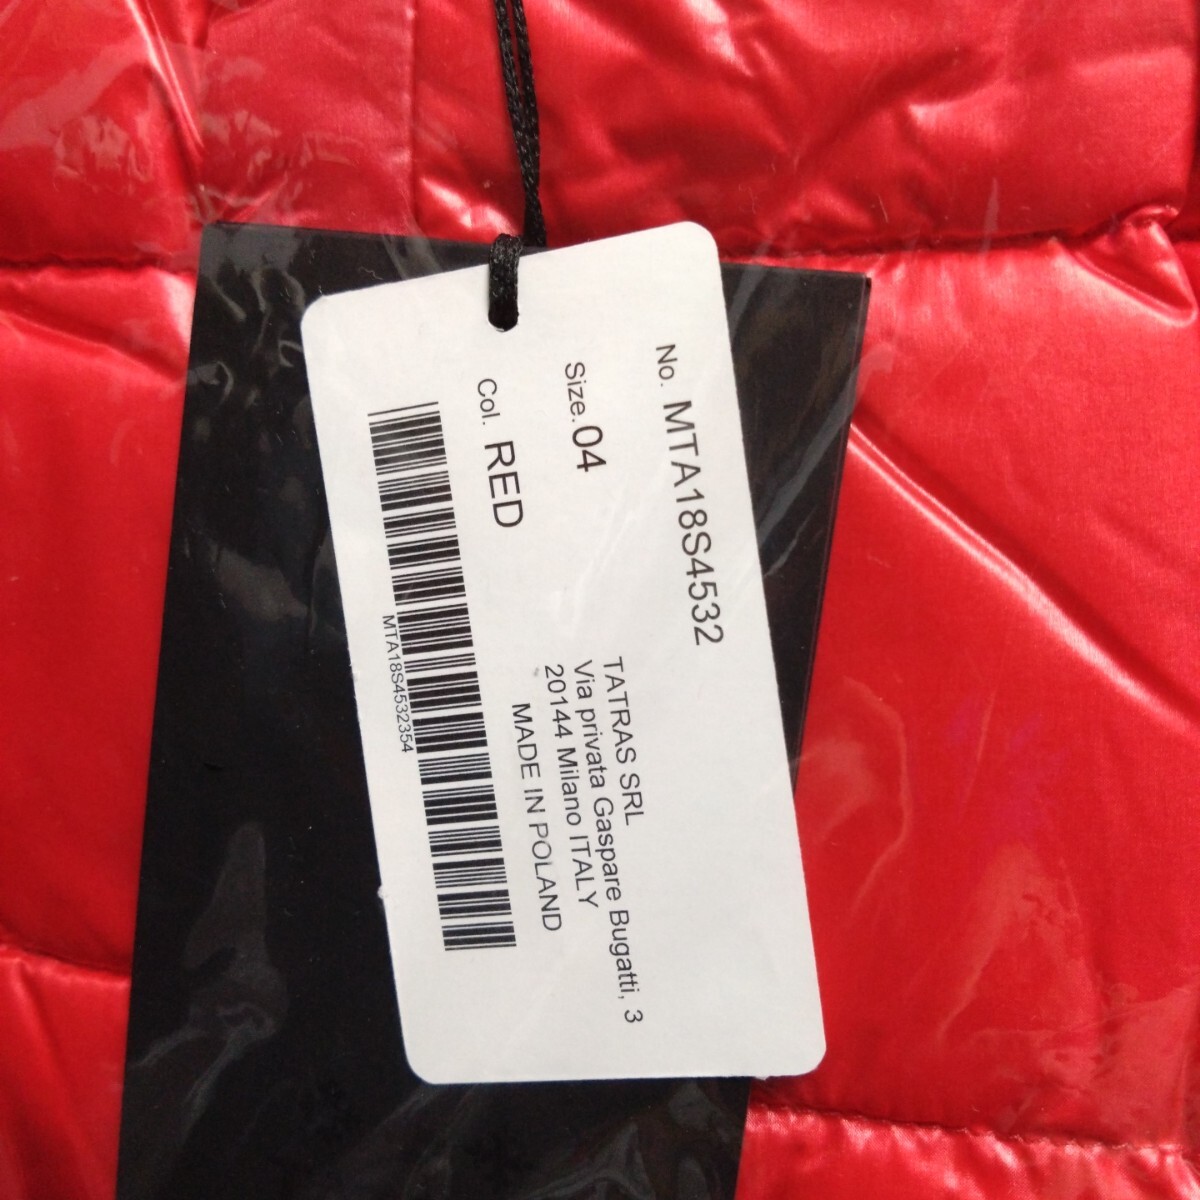 No. MTA18S4532
Size. 04
Col. RED
MTA18S4532354
TATRAS SRL
Via privata Gaspare Bugatti, 3
20144 Milano ITALY
MADE IN POLAND